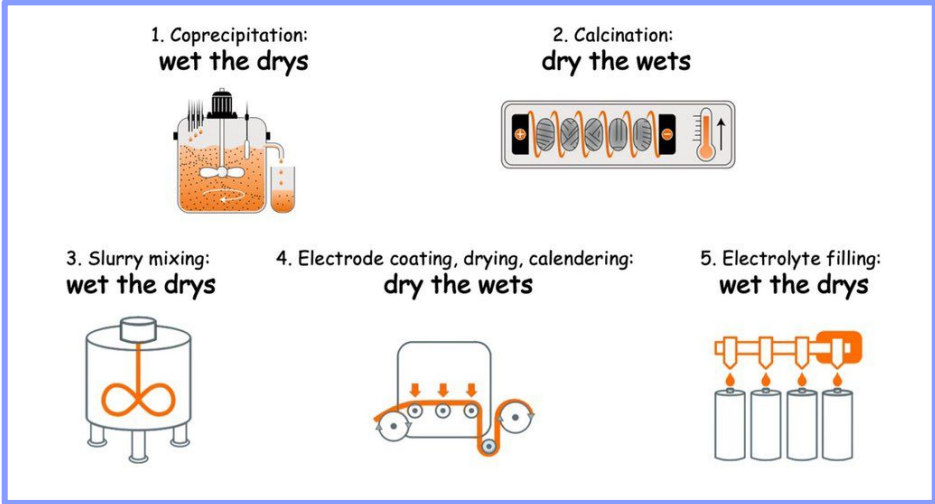 1. Coprecipitation:
wet the drys
2. Calcination:
dry the wets
3. Slurry mixing:
wet the drys
4. Electrode coating, drying, calendering:
dry the wets
5. Electrolyte filling:
wet the drys